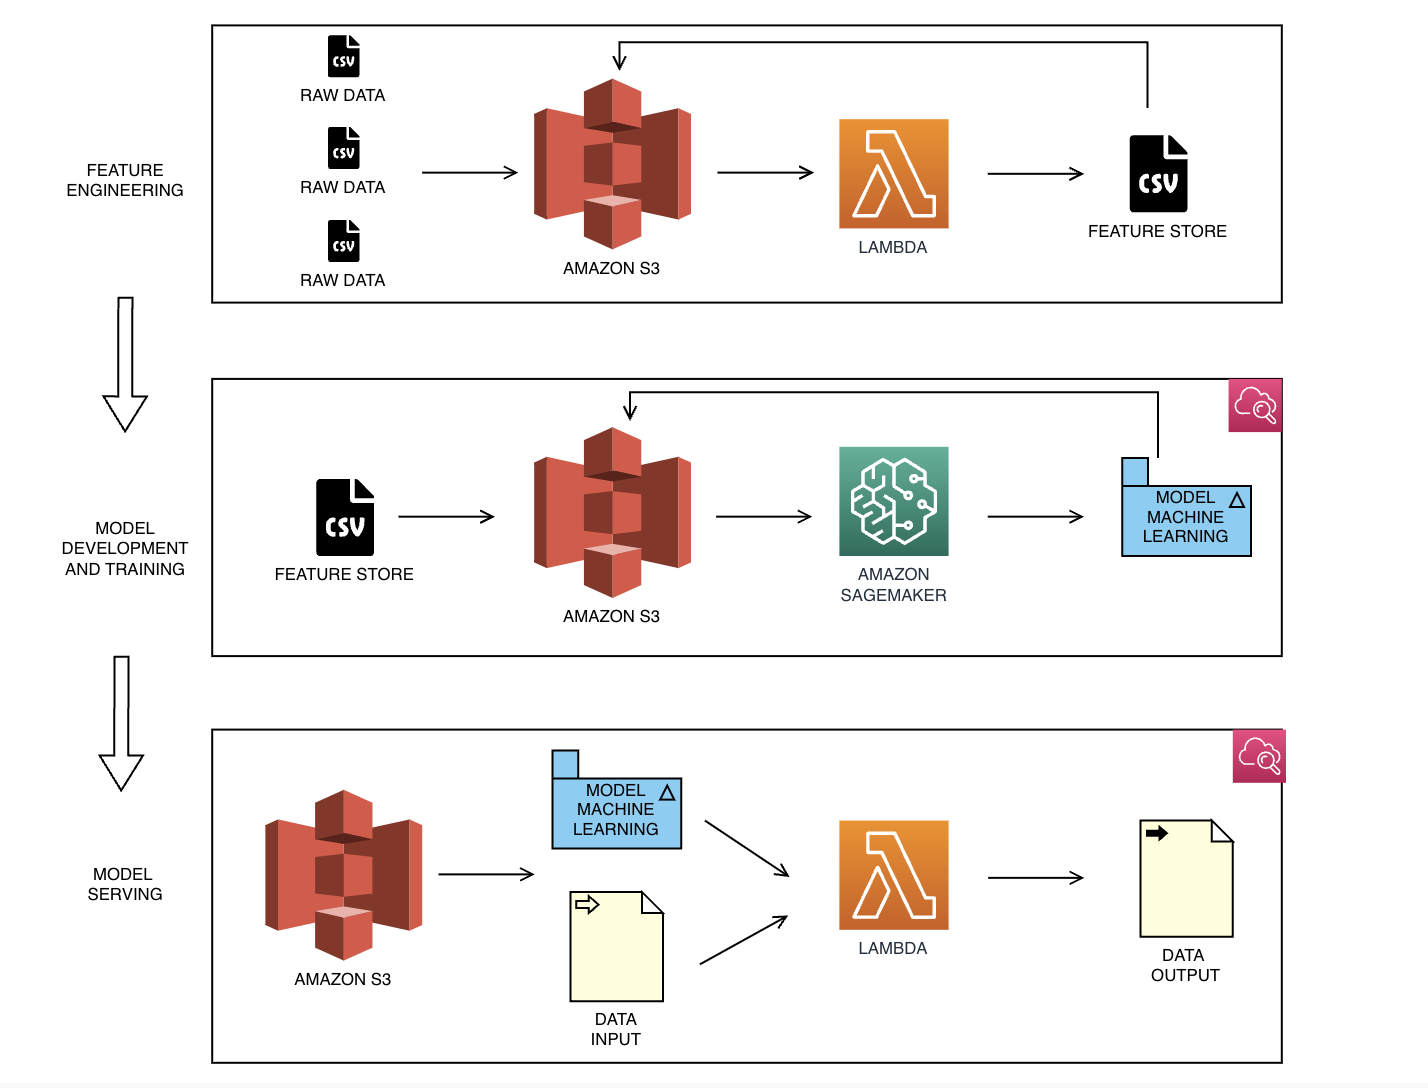 CSV
RAW DATA
CSV
RAW DATA
CSV
RAW DATA
FEATURE
ENGINEERING
AMAZON S3
LAMBDA
CSV
FEATURE STORE
MODEL
DEVELOPMENT
AND TRAINING
CSV
FEATURE STORE
AMAZON S3
AMAZON
SAGEMAKER
MODEL
MACHINE
LEARNING
MODEL
SERVING
AMAZON S3
MODEL
MACHINE
LEARNING
DATA
INPUT
LAMBDA
DATA
OUTPUT